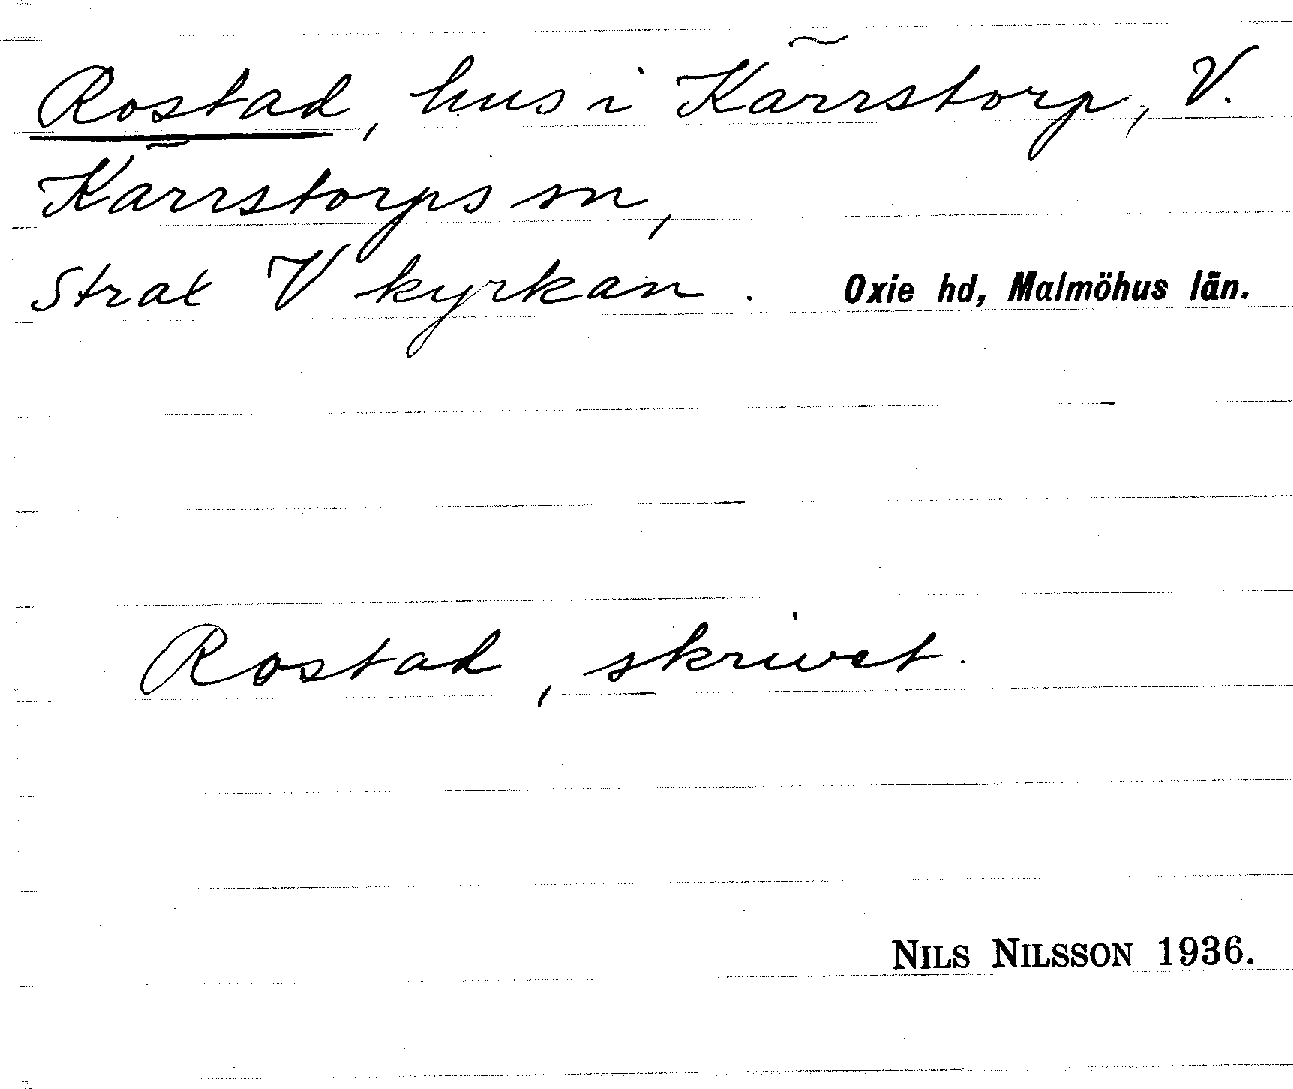 Rostad, hus i Kärrstorp, V.
Kärrstorps sn,
Strax V kyrkan. Oxie hd, Malmöhus län.
Rostad, skrivet.
NILS NILSSON 1936.